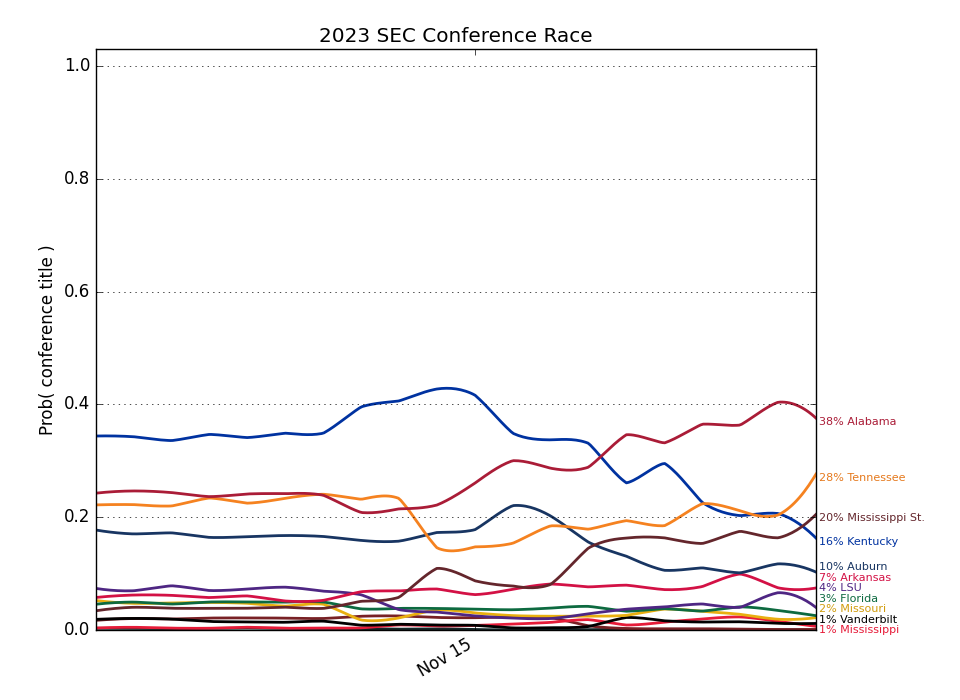 2023 SEC Conference Race
Prob( conference title )
1.0
0.8
0.6
0.4
0.2
0.0
Nov 15
38% Alabama
28% Tennessee
20% Mississippi St.
16% Kentucky
10% Auburn
7% Arkansas
4% LSU
3% Florida
2% Missouri
1% Vanderbilt
1% Mississippi